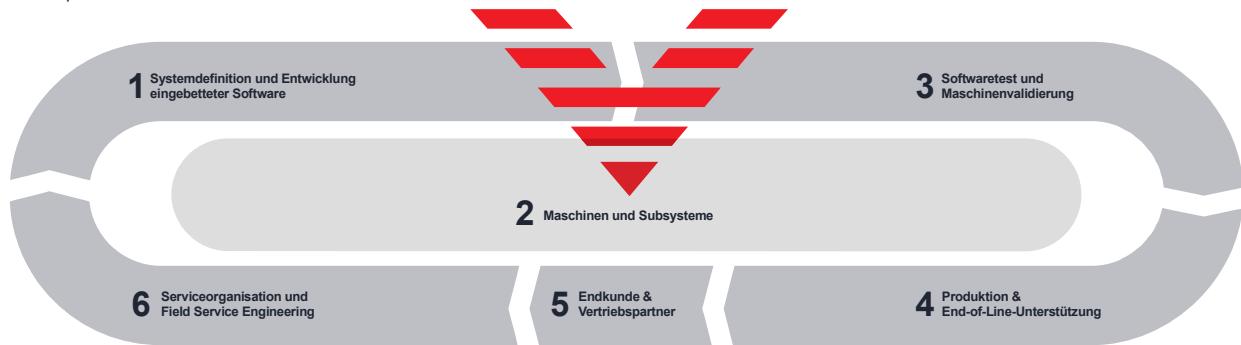 1 Systemdefinition und Entwicklung
eingebetteter Software
3 Softwaretest und
Maschinenvalidierung
2 Maschinen und Subsysteme
6 Serviceorganisation und
Field Service Engineering
5 Endkunde &
Vertriebspartner
4 Produktion &
End-of-Line-Unterstützung